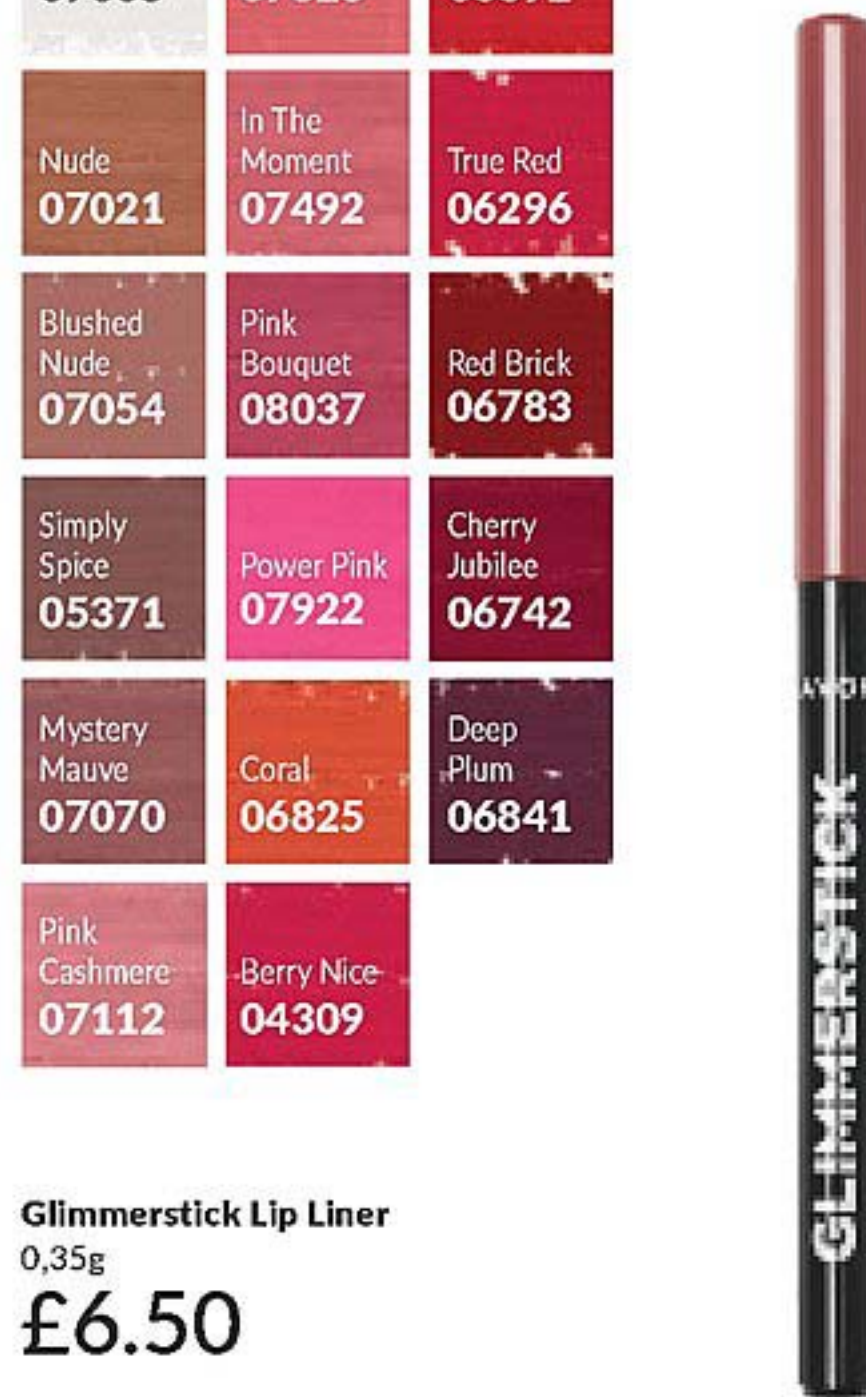 Nude
07021
In The
Moment
07492
True Red
06296
Blushed
Nude
07054
Pink
Bouquet
08037
Red Brick
06783
Simply
Spice
05371
Power Pink
07922
Cherry
Jubilee
06742
Mystery
Mauve
07070
Coral
06825
Deep
Plum
06841
Pink
Cashmere
07112
Berry Nice
04309
Glimmerstick Lip Liner
0,35g
£6.50
GLIMMERSTICK